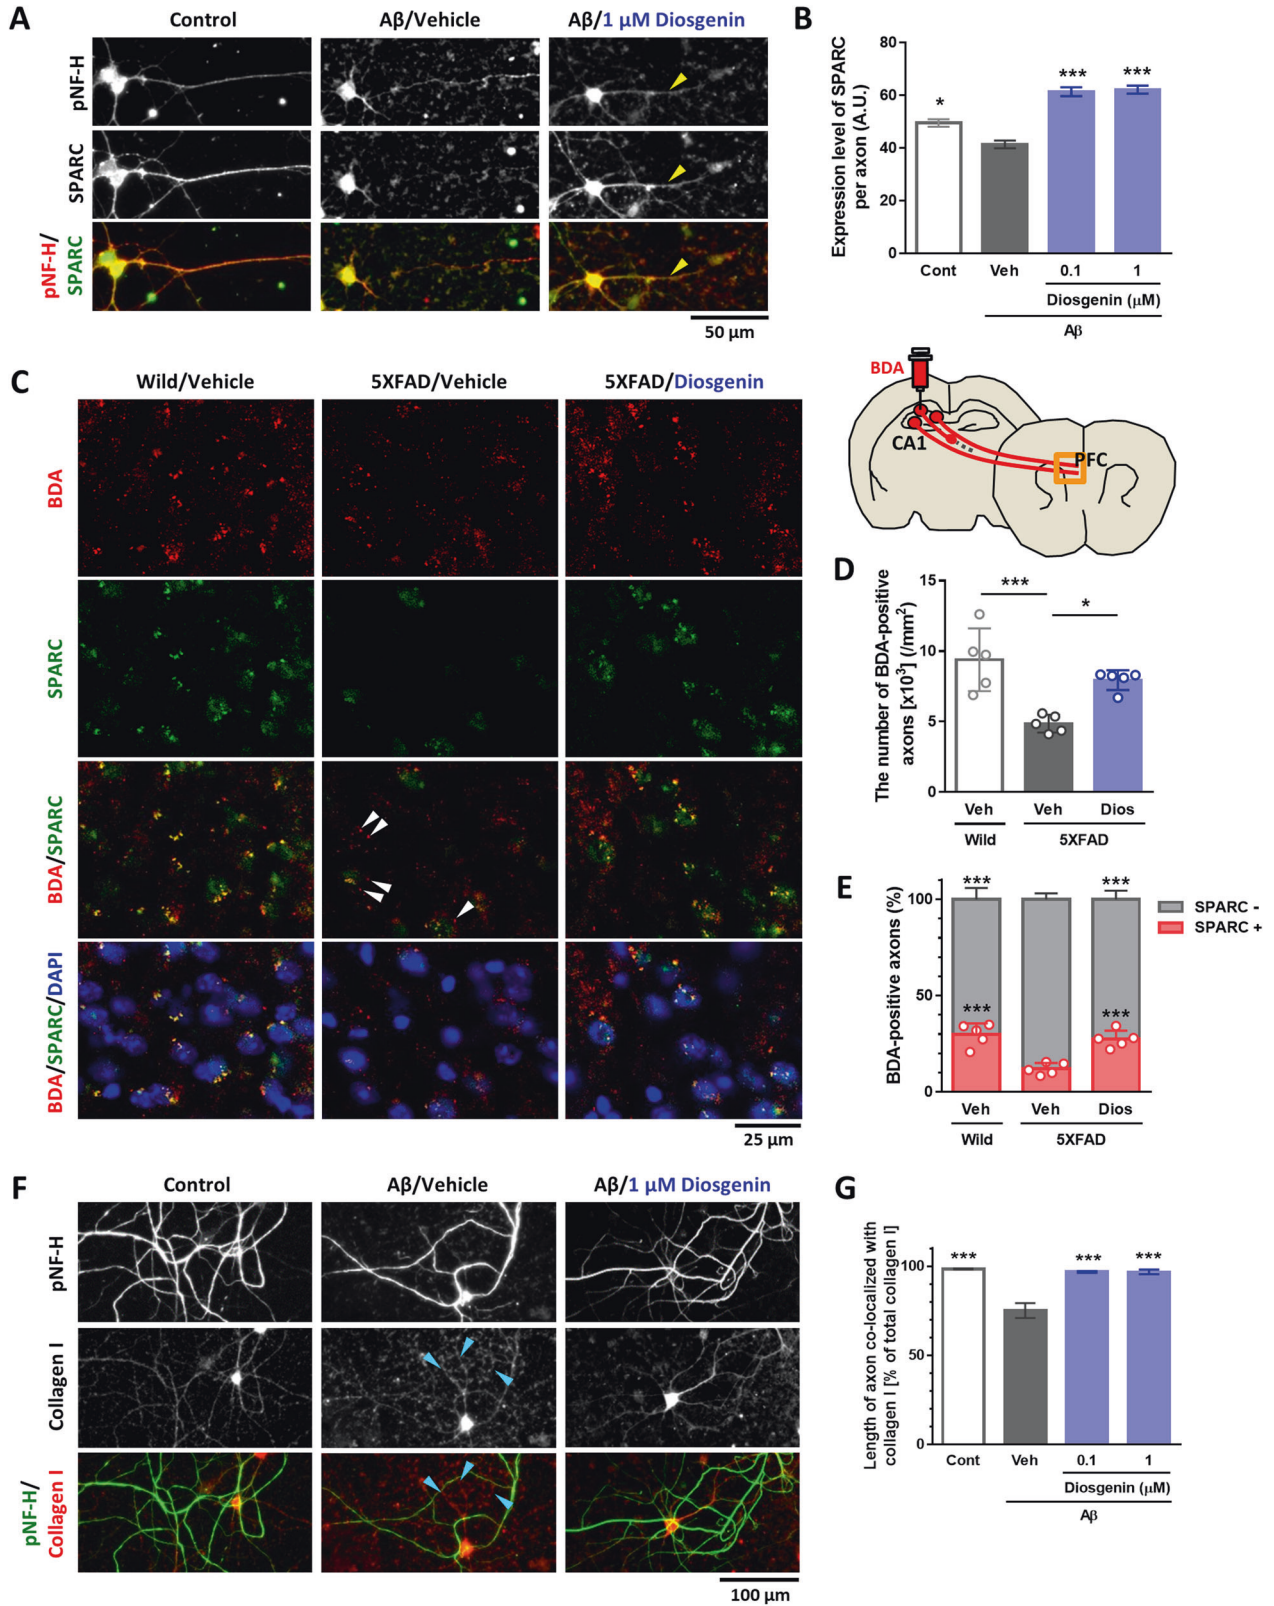 A
Control
Aβ/Vehicle
Aβ/1 μM Diosgenin
pNF-H
SPARC
pNF-H/
SPARC
50 μm
B
Expression level of SPARC
per axon (A.U.)
80
60
40
20
0
*
***
***
Cont
Veh
0.1
1
Diosgenin (μM)
Aβ
C
Wild/Vehicle
5XFAD/Vehicle
5XFAD/Diosgenin
BDA
SPARC
BDA/SPARC
BDA/SPARC/DAPI
25 μm
BDA
CA1
PFC
D
The number of BDA-positive
axons [x10³] (/mm²)
15
10
5
0
***
*
Veh
Veh
Dios
Wild
5XFAD
E
BDA-positive axons (%)
100
50
0
***
***
***
***
SPARC -
SPARC +
Veh
Veh
Dios
Wild
5XFAD
F
Control
Aβ/Vehicle
Aβ/1 μM Diosgenin
pNF-H
Collagen I
pNF-H/
Collagen I
100 μm
G
Length of axon co-localized with
collagen I [% of total collagen I]
100
50
0
***
***
***
Cont
Veh
0.1
1
Diosgenin (μM)
Aβ